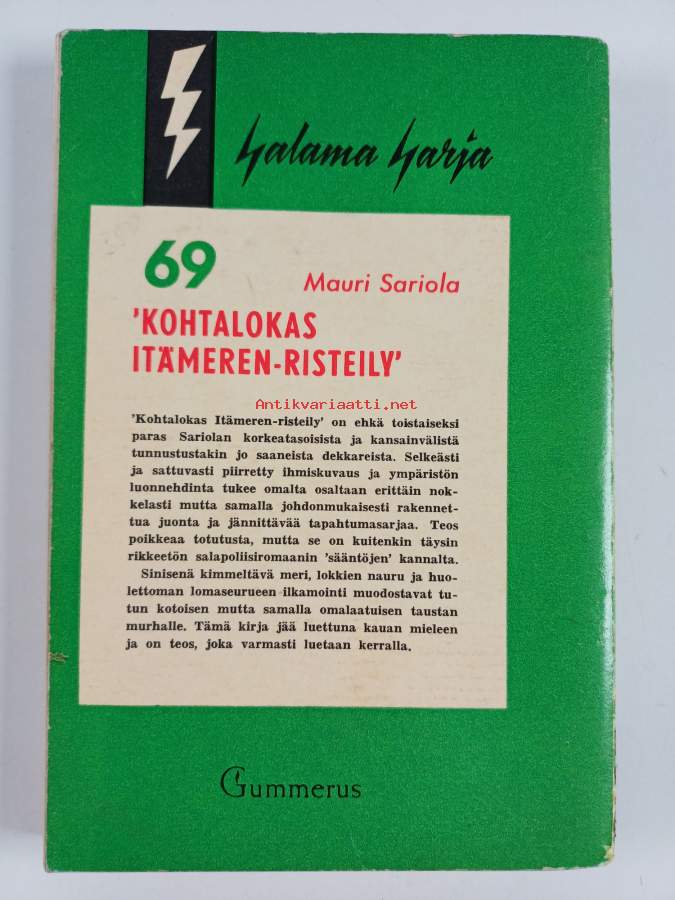 Salama Sarja
69
Mauri Sariola
'KOHTALOKAS
ITÄMEREN-RISTEILY'
Antikvariaatti.net
'Kohtalokas Itämeren-risteily' on ehkä toistaiseksi
paras Sariolan korkeatasoisista ja kansainvälistä
tunnustustakin jo saaneista dekkareista. Selkeästi
ja sattuvasti piirretty ihmiskuvaus ja ympäristön
luonnehdinta tukee omalta osaltaan erittäin nok-
kelasti mutta samalla johdonmukaisesti rakennet-
tua juonta ja jännittävää tapahtumasarjaa. Teos
poikkeaa totutusta, mutta se on kuitenkin täysin
rikkeetön salapoliisiromaanin 'sääntöjen' kannalta.
Sinisenä kimmeltävä meri, lokkien nauru ja huo-
lettoman lomaseurueen ilkamointi muodostavat tu-
tun kotoisen mutta samalla omalaatuisen taustan
murhalle. Tämä kirja jää luettuna kauan mieleen
ja on teos, joka varmasti luetaan kerralla.
Gummerus